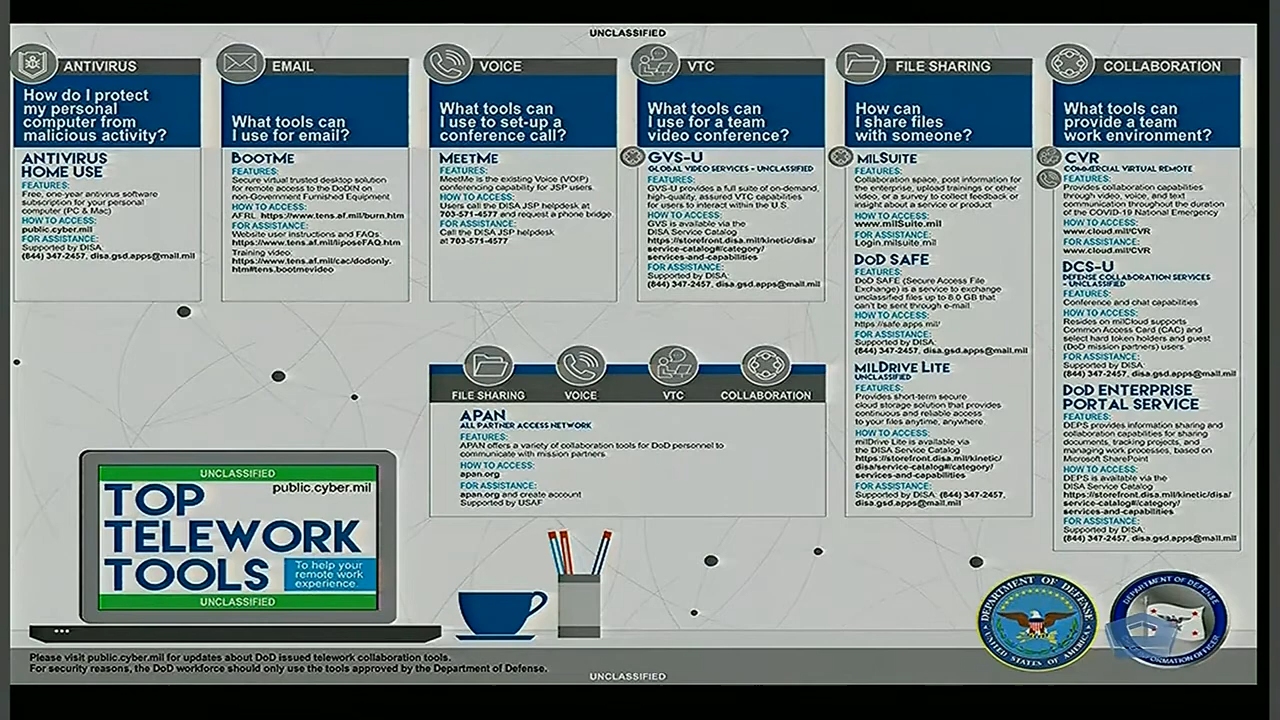 UNCLASSIFIED
ANTIVIRUS
How do I protect
my personal
computer from
malicious activity?
ANTIVIRUS
HOME USE
FEATURES:
Free, one-year antivirus software
subscription for your personal
computer (PC & Mac)
HOW TO ACCESS:
public.cyber.mil
FOR ASSISTANCE:
Supported by DISA:
(844) 347-2457, disa.gsd.apps@mail.mil
EMAIL
What tools can
I use for email?
BOOTME
FEATURES:
Secure virtual trusted desktop solution
for remote access to the DoDIN on
non-Government Furnished Equipment
HOW TO ACCESS:
AFRL https://www.tens.af.mil/burn.htm
FOR ASSISTANCE:
Website user instructions and FAQs:
https://www.tens.af.mil/liposeFAQ.htm
Training video:
https://www.tens.af.mil/cac/dodonly.
htm#tens.bootmevideo
VOICE
What tools can
I use to set-up a
conference call?
MEETME
FEATURES:
MeetMe is the existing Voice (VOIP)
conferencing capability for JSP users.
HOW TO ACCESS:
Users call the DISA JSP helpdesk at
703-571-4577 and request a phone bridge.
FOR ASSISTANCE:
Call the DISA JSP helpdesk
at 703-571-4577
VTC
What tools can
I use for a team
video conference?
GVS-U
GLOBAL VIDEO SERVICES – UNCLASSIFIED
FEATURES:
GVS-U provides a full suite of on-demand,
high-quality, assured VTC capabilities
for users to interact within the U.S.
HOW TO ACCESS:
GVS is available via the
DISA Service Catalog
https://storefront.disa.mil/kinetic/disa/
service-catalog#/category/
services-and-capabilities
FOR ASSISTANCE:
Supported by DISA:
(844) 347-2457, disa.gsd.apps@mail.mil
FILE SHARING
How can
I share files
with someone?
MILSUITE
FEATURES:
Collaboration space, post information for
the enterprise, upload trainings or other
video, or a survey to collect feedback or
insight about a service or product
HOW TO ACCESS:
www.milSuite.mil
FOR ASSISTANCE:
Login.milsuite.mil
DOD SAFE
FEATURES:
DoD SAFE (Secure Access File
Exchange) is a service to exchange
unclassified files up to 8.0 GB that
can't be sent through e-mail.
HOW TO ACCESS:
https://safe.apps.mil/
FOR ASSISTANCE:
Supported by DISA:
(844) 347-2457, disa.gsd.apps@mail.mil
MILDRIVE LITE
UNCLASSIFIED
FEATURES:
Provides short-term secure
cloud storage solution that provides
continuous and reliable access
to your files anytime, anywhere.
HOW TO ACCESS:
milDrive Lite is available via
the DISA Service Catalog
https://storefront.disa.mil/kinetic/
disa/service-catalog#/category/
services-and-capabilities
FOR ASSISTANCE:
Supported by DISA: (844) 347-2457,
disa.gsd.apps@mail.mil
COLLABORATION
What tools can
provide a team
work environment?
CVR
COMMERCIAL VIRTUAL REMOTE
FEATURES:
Provides collaboration capabilities
through video, voice, and text
communication throughout the duration
of the COVID-19 National Emergency
HOW TO ACCESS:
www.cloud.mil/CVR
FOR ASSISTANCE:
www.cloud.mil/CVR
DCS-U
DEFENSE COLLABORATION SERVICES
– UNCLASSIFIED
FEATURES:
Conference and chat capabilities
HOW TO ACCESS:
Resides on milCloud supports
Common Access Card (CAC) and
select hard token holders and guest
(DoD mission partners) users.
FOR ASSISTANCE:
Supported by DISA:
(844) 347-2457, disa.gsd.apps@mail.mil
DOD ENTERPRISE
PORTAL SERVICE
FEATURES:
DEPS provides information sharing and
collaborative capabilities for sharing
documents, tracking projects, and
managing work processes, based on
Microsoft SharePoint
HOW TO ACCESS:
DEPS is available via the
DISA Service Catalog
https://storefront.disa.mil/kinetic/disa/
service-catalog#/category/
services-and-capabilities
FOR ASSISTANCE:
Supported by DISA:
(844) 347-2457, disa.gsd.apps@mail.mil
FILE SHARING VOICE VTC COLLABORATION
APAN
ALL PARTNER ACCESS NETWORK
FEATURES:
APAN offers a variety of collaboration tools for DoD personnel to
communicate with mission partners
HOW TO ACCESS:
apan.org
FOR ASSISTANCE:
apan.org and create account
Supported by USAF
UNCLASSIFIED
public.cyber.mil
TOP
TELEWORK
TOOLS
To help your
remote work
experience.
UNCLASSIFIED
DEPARTMENT OF DEFENSE
UNITED STATES OF AMERICA
DEPARTMENT OF DEFENSE
INFORMATION OFFICER
Please visit public.cyber.mil for updates about DoD issued telework collaboration tools.
For security reasons, the DoD workforce should only use the tools approved by the Department of Defense.
UNCLASSIFIED